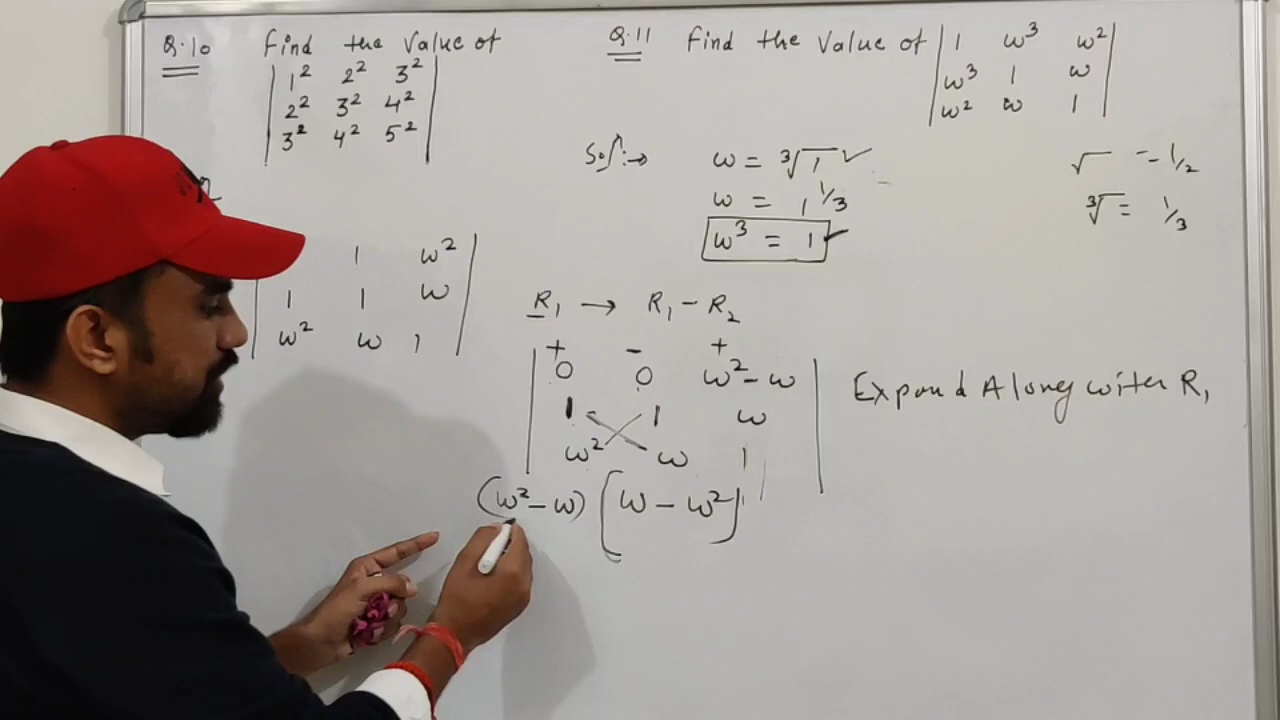 Q.10 Find the Value of
| 1² 2² 3² |
| 2² 3² 4² |
| 3² 4² 5² |
Q.11 Find the Value of | 1 ω³ ω² |
| ω³ 1 ω |
| ω² ω 1 |
Sol:→ ω = ∛1 ✓
ω = 1^1/3
ω³ = 1 ✓
√ = 1/2
∛ = 1/3
1 ω²
1 1 ω
ω² ω 1
R₁ → R₁ - R₂
+ - +
0 0 ω²-ω
1 1 ω
ω² ω 1
Expand Along witer R₁
(ω²-ω) [ω - ω²]